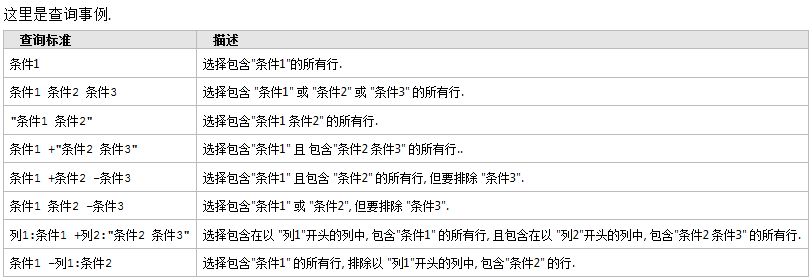 这里是查询事例.
查询标准 描述
条件1 选择包含"条件1"的所有行.
条件1 条件2 条件3 选择包含 "条件1" 或 "条件2" 或 "条件3" 的所有行.
"条件1 条件2" 选择包含"条件1 条件2" 的所有行.
条件1 +"条件2 条件3" 选择包含"条件1" 且 包含"条件2 条件3" 的所有行..
条件1 +条件2 -条件3 选择包含"条件1" 且包含 "条件2" 的所有行, 但要排除 "条件3".
条件1 条件2 -条件3 选择包含"条件1" 或 "条件2", 但要排除 "条件3".
列1:条件1 +列2:"条件2 条件3" 选择包含在以 "列1"开头的列中, 包含"条件1" 的所有行, 且包含在以 "列2"开头的列中, 包含"条件2 条件3" 的所有行.
条件1 -列1:条件2 选择包含"条件1" 的所有行, 排除以 "列1"开头的列中, 包含"条件2" 的行.